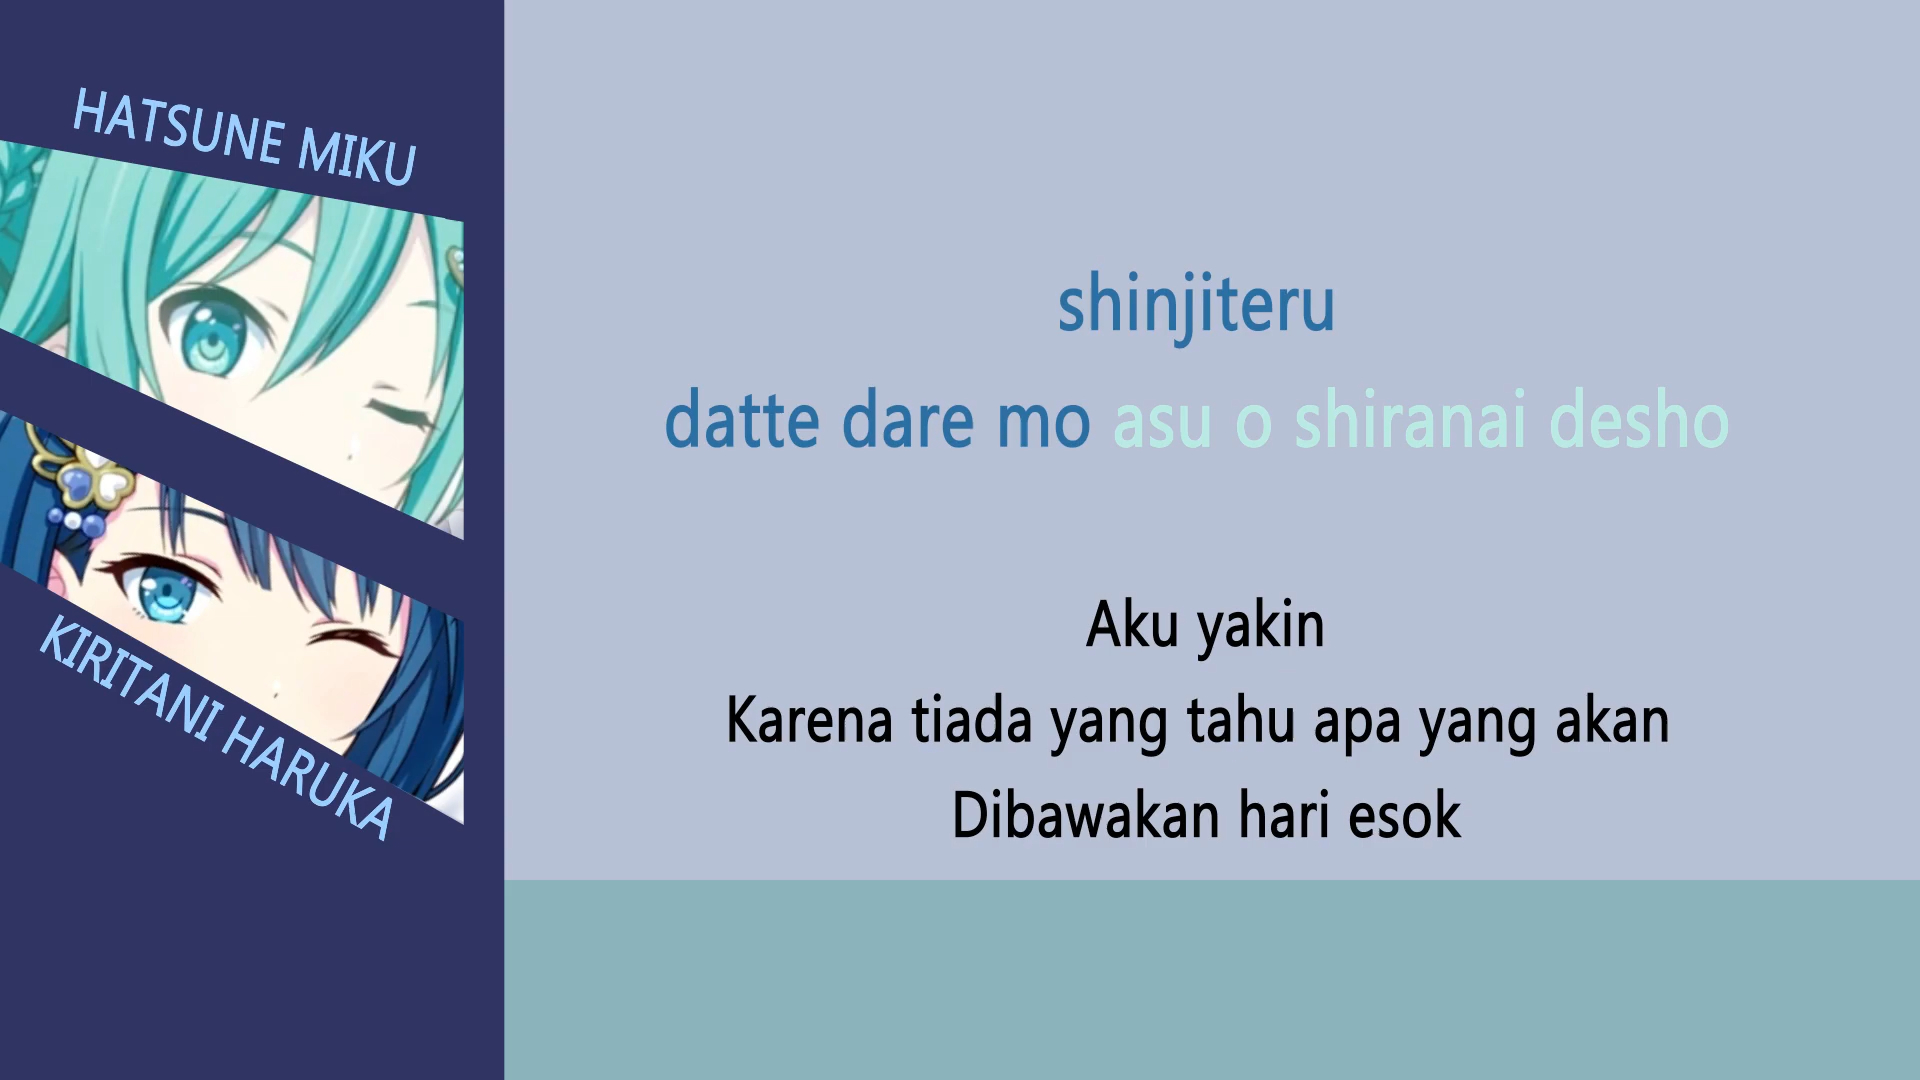 HATSUNE MIKU
KIRITANI HARUKA
shinjiteru
datte dare mo asu o shiranai desho
Aku yakin
Karena tiada yang tahu apa yang akan
Dibawakan hari esok